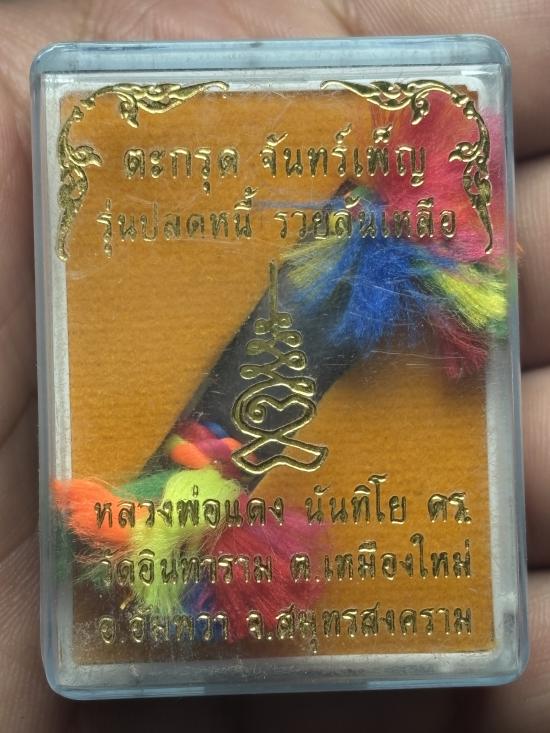 ตะกรุด จันทร์เพ็ญ
รุ่นปลดหนี้ รวยล้นเหลือ
หลวงพ่อแดง นันทิโย ดร.
วัดอินทาราม ต.เหมืองใหม่
อ.อัมพวา จ.สมุทรสงคราม